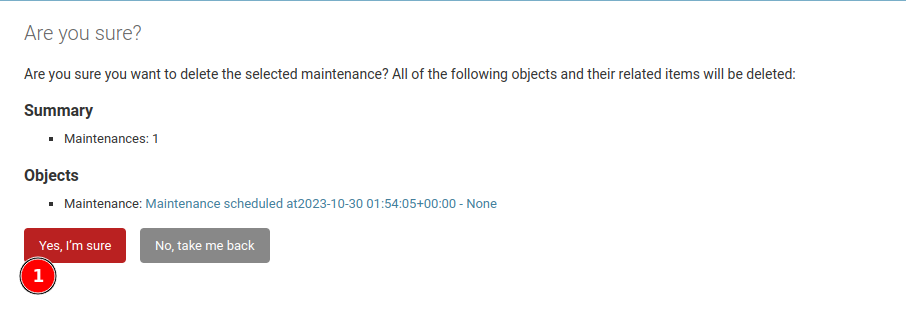 Are you sure?
Are you sure you want to delete the selected maintenance? All of the following objects and their related items will be deleted:
Summary
Maintenances: 1
Objects
Maintenance: Maintenance scheduled at2023-10-30 01:54:05+00:00 - None
Yes, I'm sure No, take me back
1